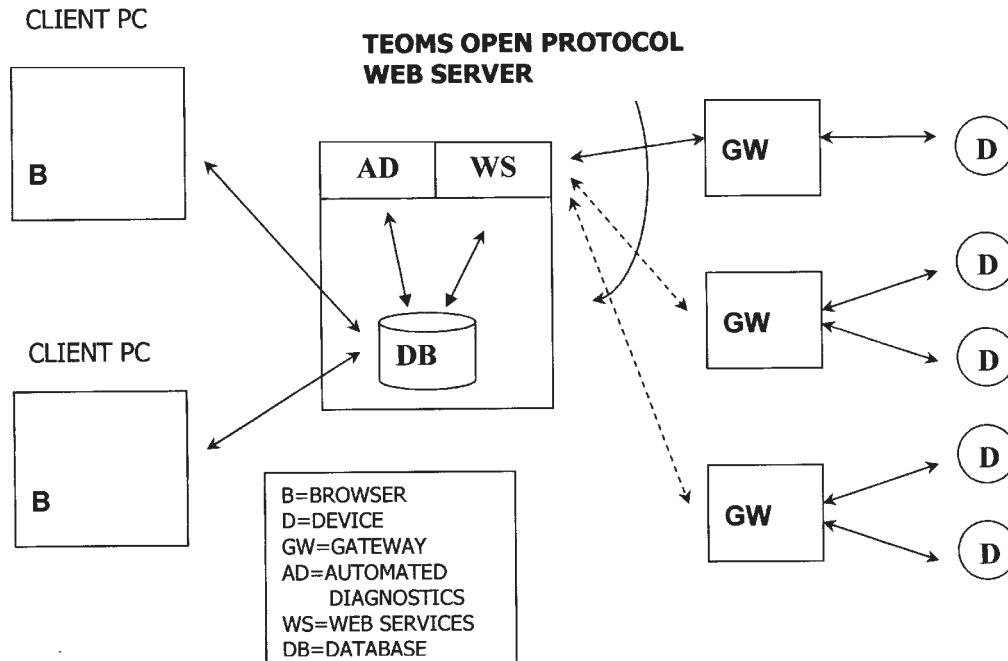 CLIENT PC
B
TEOMS OPEN PROTOCOL
WEB SERVER
AD
WS
DB
GW
D
GW
D
D
CLIENT PC
B
GW
D
D
B=BROWSER
D=DEVICE
GW=GATEWAY
AD=AUTOMATED
DIAGNOSTICS
WS=WEB SERVICES
DB=DATABASE